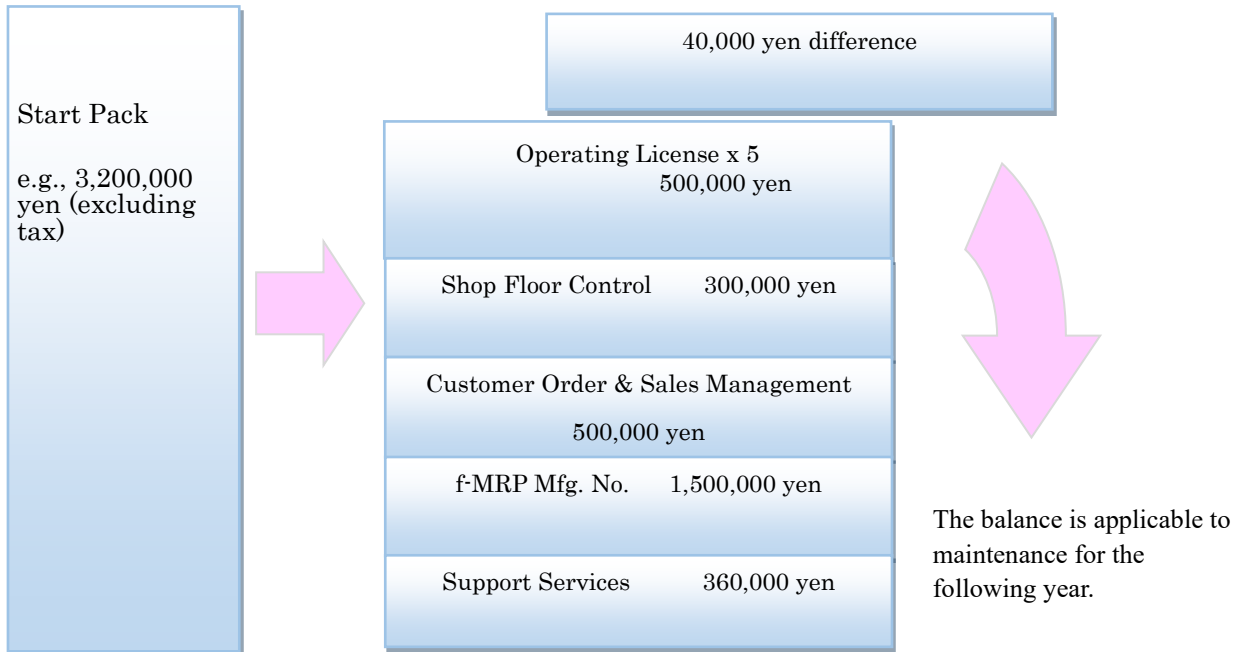 Start Pack
e.g., 3,200,000
yen (excluding
tax)
40,000 yen difference
Operating License x 5
500,000 yen
Shop Floor Control 300,000 yen
Customer Order & Sales Management
500,000 yen
f-MRP Mfg. No. 1,500,000 yen
Support Services 360,000 yen
The balance is applicable to
maintenance for the
following year.